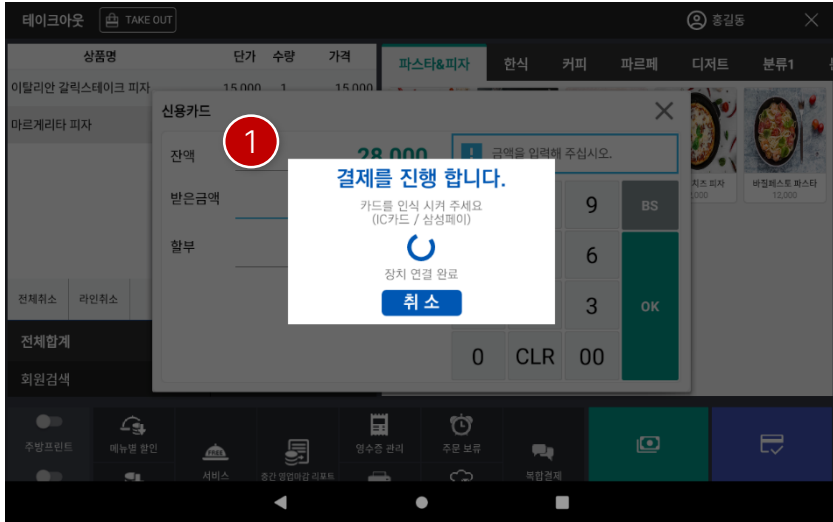 테이크아웃
TAKE OUT
홍길동
상품명 단가 수량 가격
이탈리안 갈릭스테이크 피자 15,000 1 15,000
마르게리타 피자
전체취소 라인취소
전체합계
회원검색
파스타&피자 한식 커피 파르페 디저트 분류1
치즈 피자
바질페스토 파스타
12,000
신용카드
1
잔액 28,000
받은금액
할부
! 금액을 입력해 주십시오.
9 BS
6
3 OK
0 CLR 00
결제를 진행 합니다.
카드를 인식 시켜 주세요
(IC카드 / 삼성페이)
장치 연결 완료
취 소
주방프린트
메뉴별 할인
FREE
서비스
중간 영업마감 리포트
영수증 관리
주문 보류
복합결제